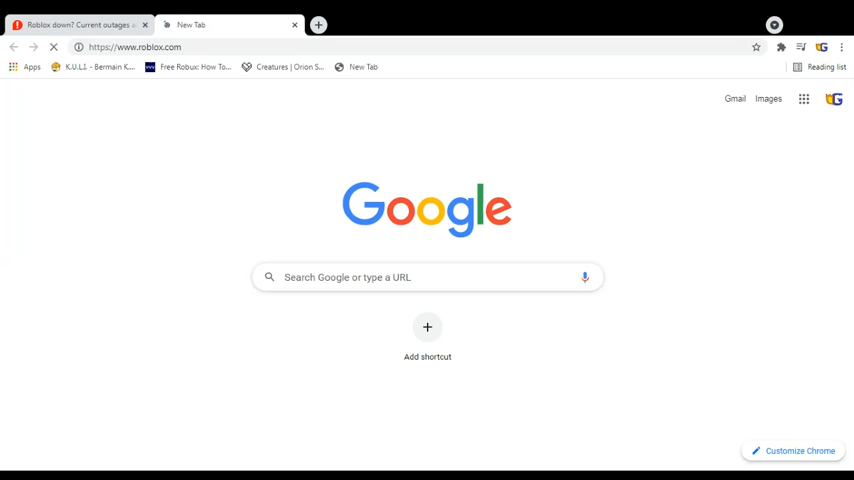 Roblox down? Current outages a
New Tab
https://www.roblox.com
Apps
K.U.L.I. - Bermain K...
Free Robux: How To...
Creatures | Orion S...
New Tab
Reading list
Gmail
Images
Google
Search Google or type a URL
Add shortcut
Customize Chrome